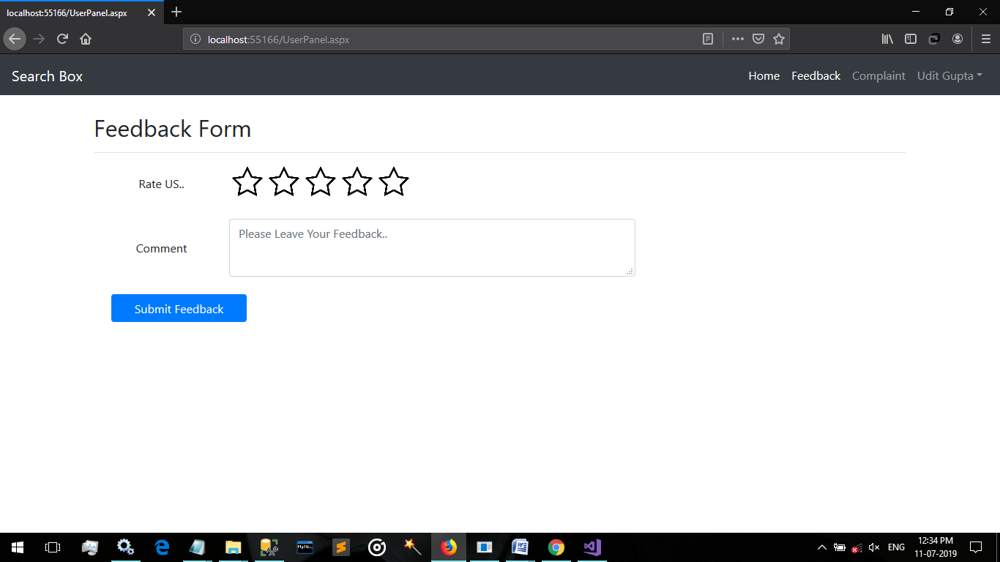 localhost:55166/UserPanel.aspx
localhost:55166/UserPanel.aspx
Search Box
Home Feedback Complaint Udit Gupta
Feedback Form
Rate US..
Comment
Please Leave Your Feedback..
Submit Feedback
MySQL
ENG
12:34 PM
11-07-2019